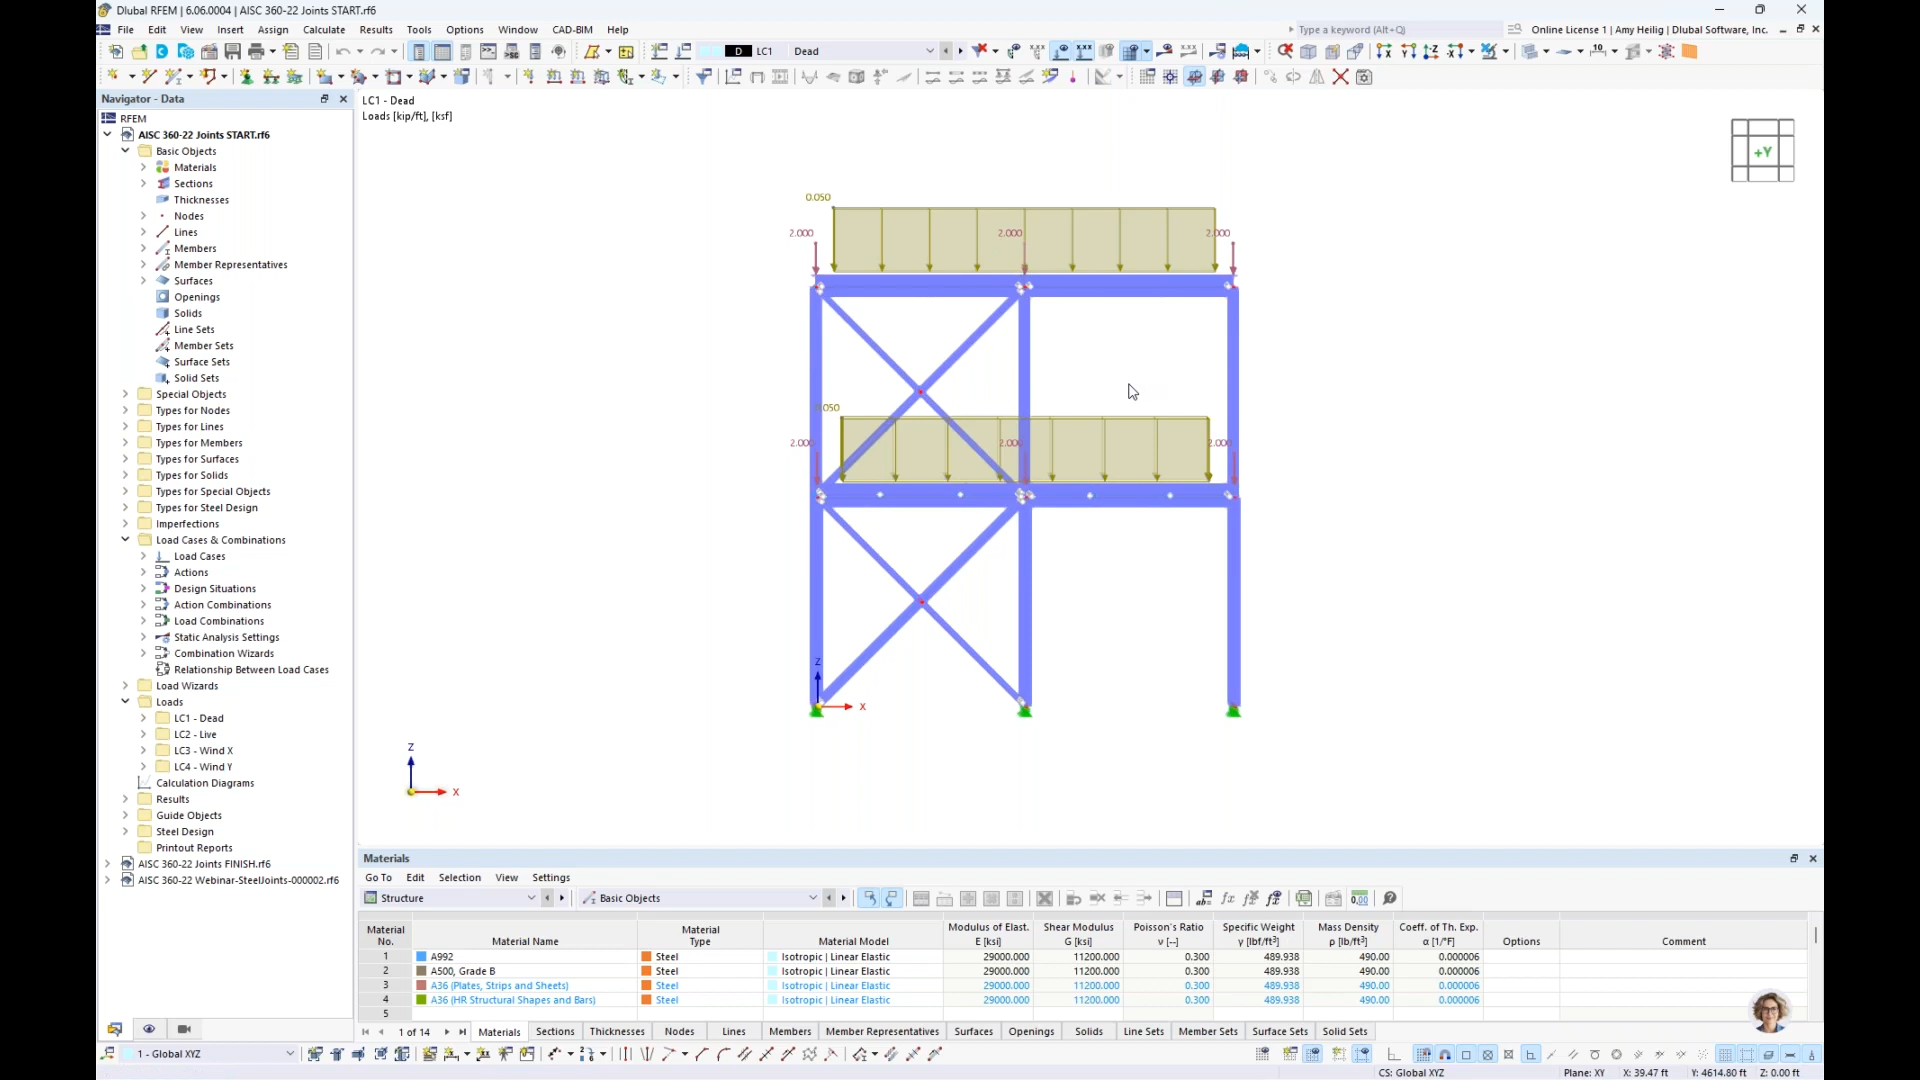 Dlubal RFEM | 6.06.0004 | AISC 360-22 Joints START.rf6
File Edit View Insert Assign Calculate Results Tools Options Window CAD-BIM Help
Type a keyword (Alt+Q)
Online License 1 | Amy Heilig | Dlubal Software, Inc.
D LC1 Dead
Navigator - Data
RFEM
AISC 360-22 Joints START.rf6
Basic Objects
Materials
Sections
Thicknesses
Nodes
Lines
Members
Member Representatives
Surfaces
Openings
Solids
Line Sets
Member Sets
Surface Sets
Solid Sets
Special Objects
Types for Nodes
Types for Lines
Types for Members
Types for Surfaces
Types for Solids
Types for Special Objects
Types for Steel Design
Imperfections
Load Cases & Combinations
Load Cases
Actions
Design Situations
Action Combinations
Load Combinations
Static Analysis Settings
Combination Wizards
Relationship Between Load Cases
Load Wizards
Loads
LC1 - Dead
LC2 - Live
LC3 - Wind X
LC4 - Wind Y
Calculation Diagrams
Results
Guide Objects
Steel Design
Printout Reports
AISC 360-22 Joints FINISH.rf6
AISC 360-22 Webinar-SteelJoints-000002.rf6
1 - Global XYZ
LC1 - Dead
Loads [kip/ft], [ksf]
+Y
0.050
2.000 2.000 2.000
0.050
2.000 2.000 2.000
Z
X
Z
X
Materials
Go To Edit Selection View Settings
Structure Basic Objects
Material No. Material Name Material Type Material Model Modulus of Elast. E [ksi] Shear Modulus G [ksi] Poisson's Ratio ν [--] Specific Weight γ [lbf/ft³] Mass Density ρ [lb/ft³] Coeff. of Th. Exp. α [1/°F] Options Comment
1 A992 Steel Isotropic | Linear Elastic 29000.000 11200.000 0.300 489.938 490.00 0.000006
2 A500, Grade B Steel Isotropic | Linear Elastic 29000.000 11200.000 0.300 489.938 490.00 0.000006
3 A36 (Plates, Strips and Sheets) Steel Isotropic | Linear Elastic 29000.000 11200.000 0.300 489.938 490.00 0.000006
4 A36 (HR Structural Shapes and Bars) Steel Isotropic | Linear Elastic 29000.000 11200.000 0.300 489.938 490.00 0.000006
5
1 of 14 Materials Sections Thicknesses Nodes Lines Members Member Representatives Surfaces Openings Solids Line Sets Member Sets Surface Sets Solid Sets
CS: Global XYZ Plane: XY X: 39.47 ft Y: 4614.80 ft Z: 0.00 ft